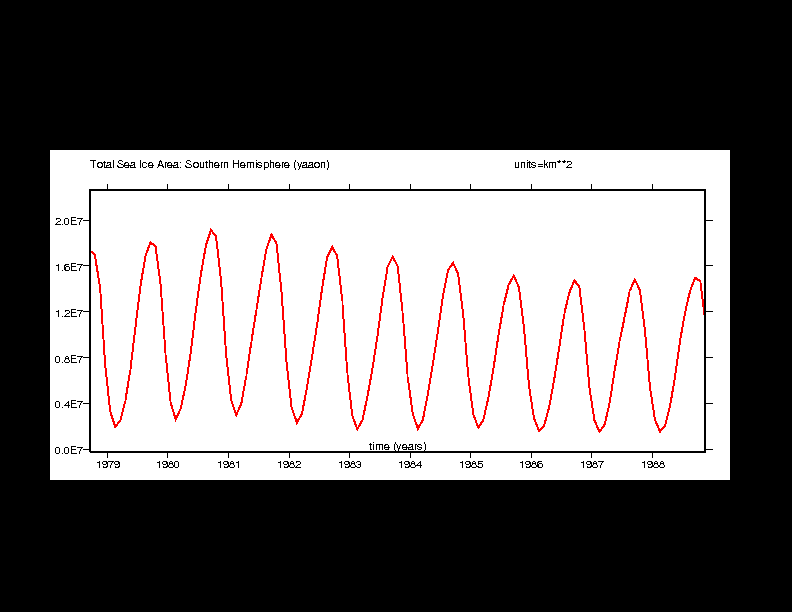 Total Sea Ice Area: Southern Hemisphere (yaaon) units=km**2
2.0E7
1.6E7
1.2E7
0.8E7
0.4E7
0.0E7
time (years)
1979 1980 1981 1982 1983 1984 1985 1986 1987 1988